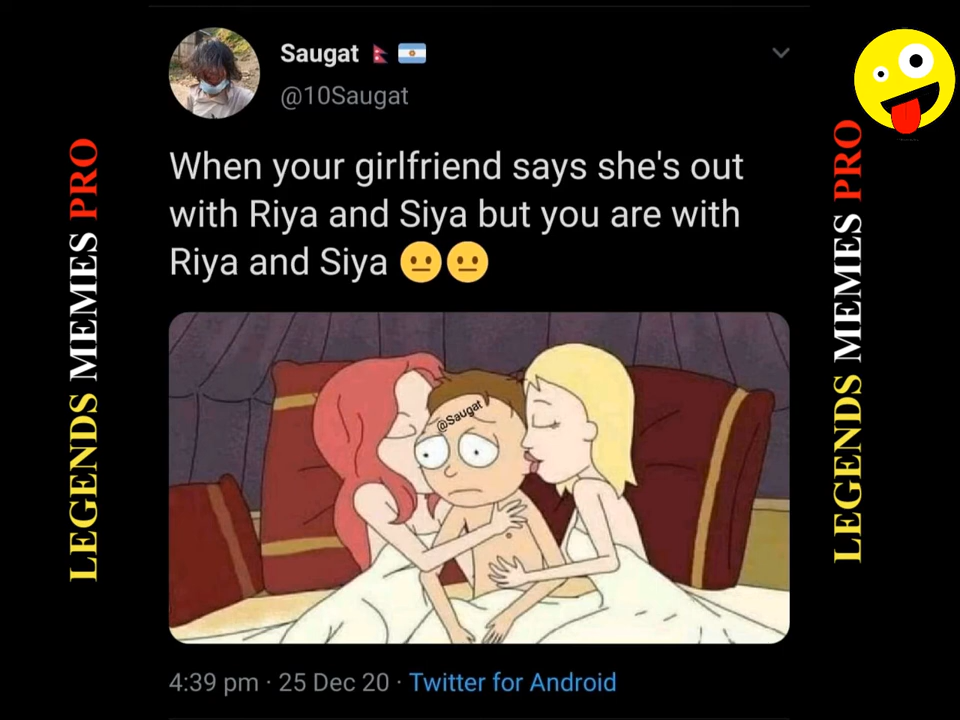 Saugat 🇳🇵 🇦🇷
@10Saugat
When your girlfriend says she's out
with Riya and Siya but you are with
Riya and Siya 😐😐
@Saugat
4:39 pm · 25 Dec 20 · Twitter for Android
LEGENDS MEMES PRO
LEGENDS MEMES PRO